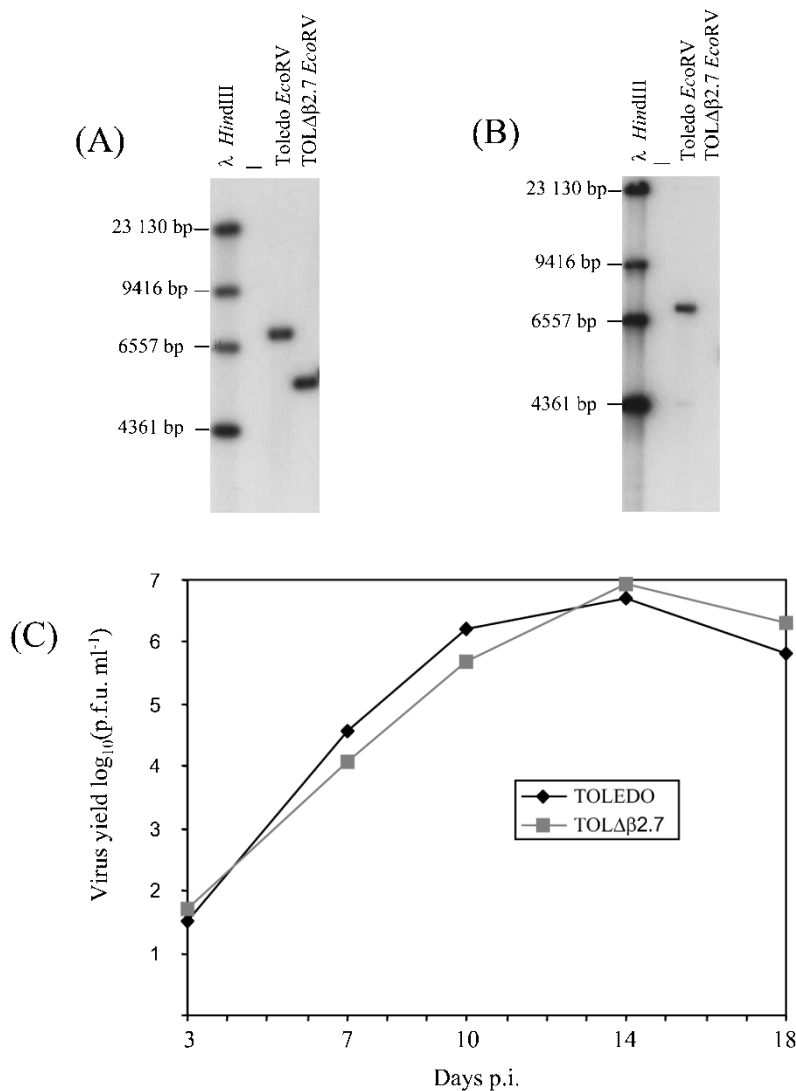 (A)
λ HindIII
–
Toledo EcoRV
TOLΔβ2.7 EcoRV
23 130 bp
9416 bp
6557 bp
4361 bp
(B)
λ HindIII
–
Toledo EcoRV
TOLΔβ2.7 EcoRV
23 130 bp
9416 bp
6557 bp
4361 bp
(C)
Virus yield log₁₀(p.f.u. ml⁻¹)
7
6
5
4
3
2
1
TOLEDO
TOLΔβ2.7
3 7 10 14 18
Days p.i.